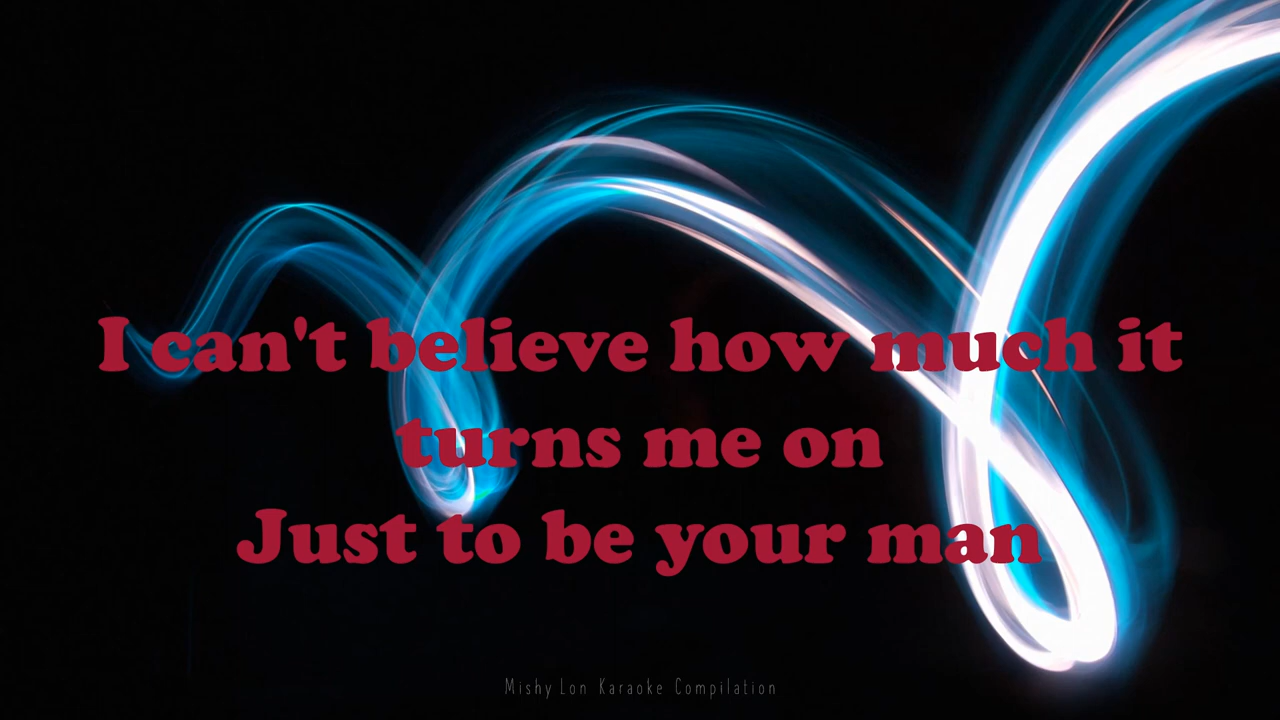 I can't believe how much it
turns me on
Just to be your man
Mishy Lon Karaoke Compilation